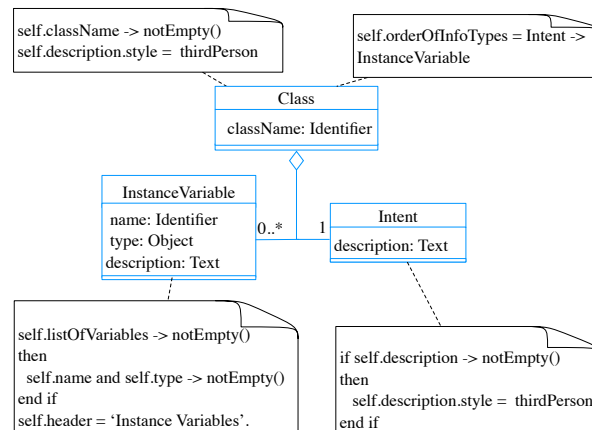 self.className -> notEmpty()
self.description.style = thirdPerson
self.orderOfInfoTypes = Intent ->
InstanceVariable
Class
className: Identifier
InstanceVariable
name: Identifier
type: Object
description: Text
0..*
1
Intent
description: Text
self.listOfVariables -> notEmpty()
then
self.name and self.type -> notEmpty()
end if
self.header = ‘Instance Variables’.
if self.description -> notEmpty()
then
self.description.style = thirdPerson
end if